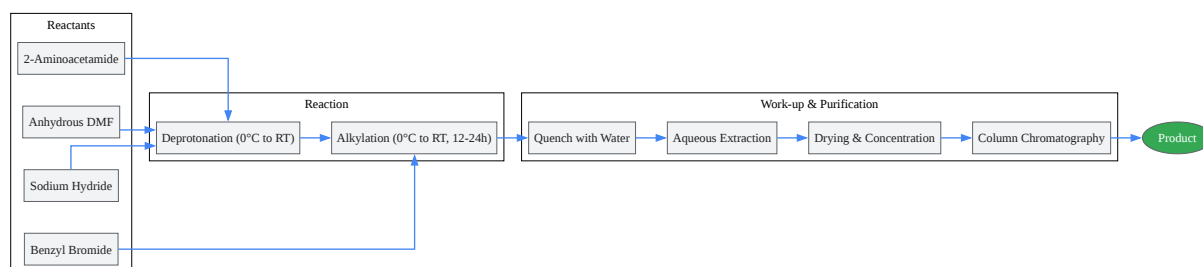 Reactants
2-Aminoacetamide
Anhydrous DMF
Sodium Hydride
Benzyl Bromide
Reaction
Deprotonation (0°C to RT)
Alkylation (0°C to RT, 12-24h)
Work-up & Purification
Quench with Water
Aqueous Extraction
Drying & Concentration
Column Chromatography
Product